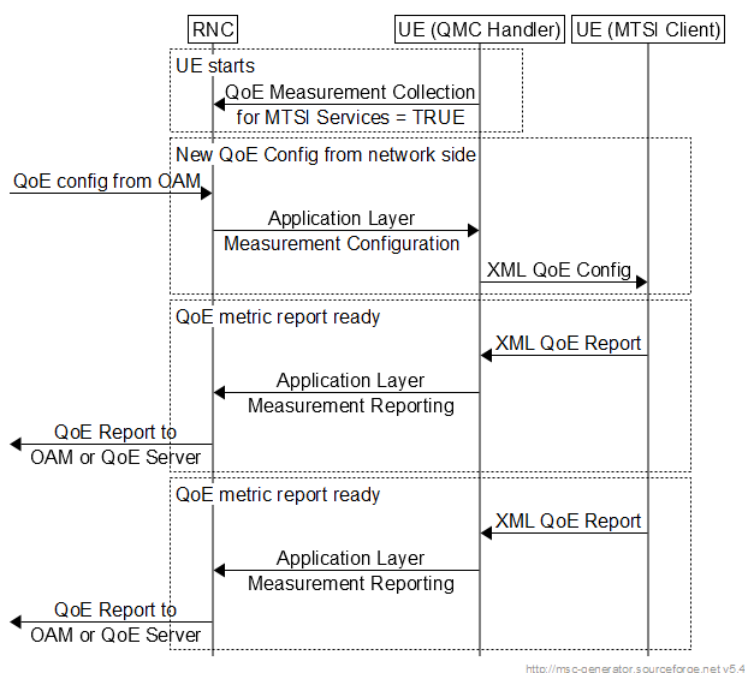 RNC
UE (QMC Handler)
UE (MTSI Client)
UE starts
QoE Measurement Collection
for MTSI Services = TRUE
New QoE Config from network side
QoE config from OAM
Application Layer
Measurement Configuration
XML QoE Config
QoE metric report ready
XML QoE Report
Application Layer
Measurement Reporting
QoE Report to
OAM or QoE Server
QoE metric report ready
XML QoE Report
Application Layer
Measurement Reporting
QoE Report to
OAM or QoE Server
http://msc-generator.sourceforge.net v5.4